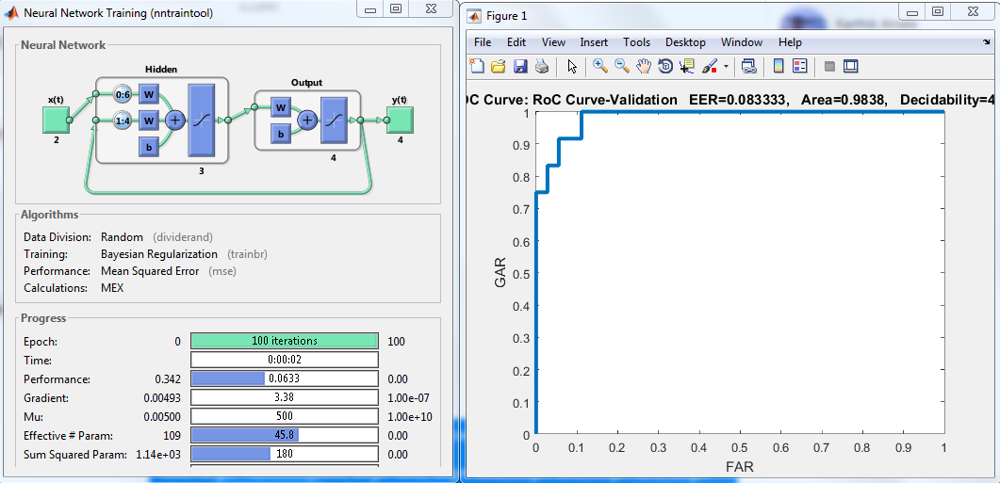 Neural Network Training (nntraintool)
Neural Network
Hidden
Output
x(t)
y(t)
0:6 W
1:4 W
W
b
b
2
3
4
4
Algorithms
Data Division: Random (dividerand)
Training: Bayesian Regularization (trainbr)
Performance: Mean Squared Error (mse)
Calculations: MEX
Progress
Epoch: 0 100 iterations 100
Time: 0:00:02
Performance: 0.342 0.0633 0.00
Gradient: 0.00493 3.38 1.00e-07
Mu: 0.00500 500 1.00e+10
Effective # Param: 109 45.8 0.00
Sum Squared Param: 1.14e+03 180 0.00
Figure 1
File Edit View Insert Tools Desktop Window Help
OC Curve: RoC Curve-Validation EER=0.083333, Area=0.9838, Decidability=4
1
0.9
0.8
0.7
0.6
0.5
0.4
0.3
0.2
0.1
0
GAR
0 0.1 0.2 0.3 0.4 0.5 0.6 0.7 0.8 0.9 1
FAR